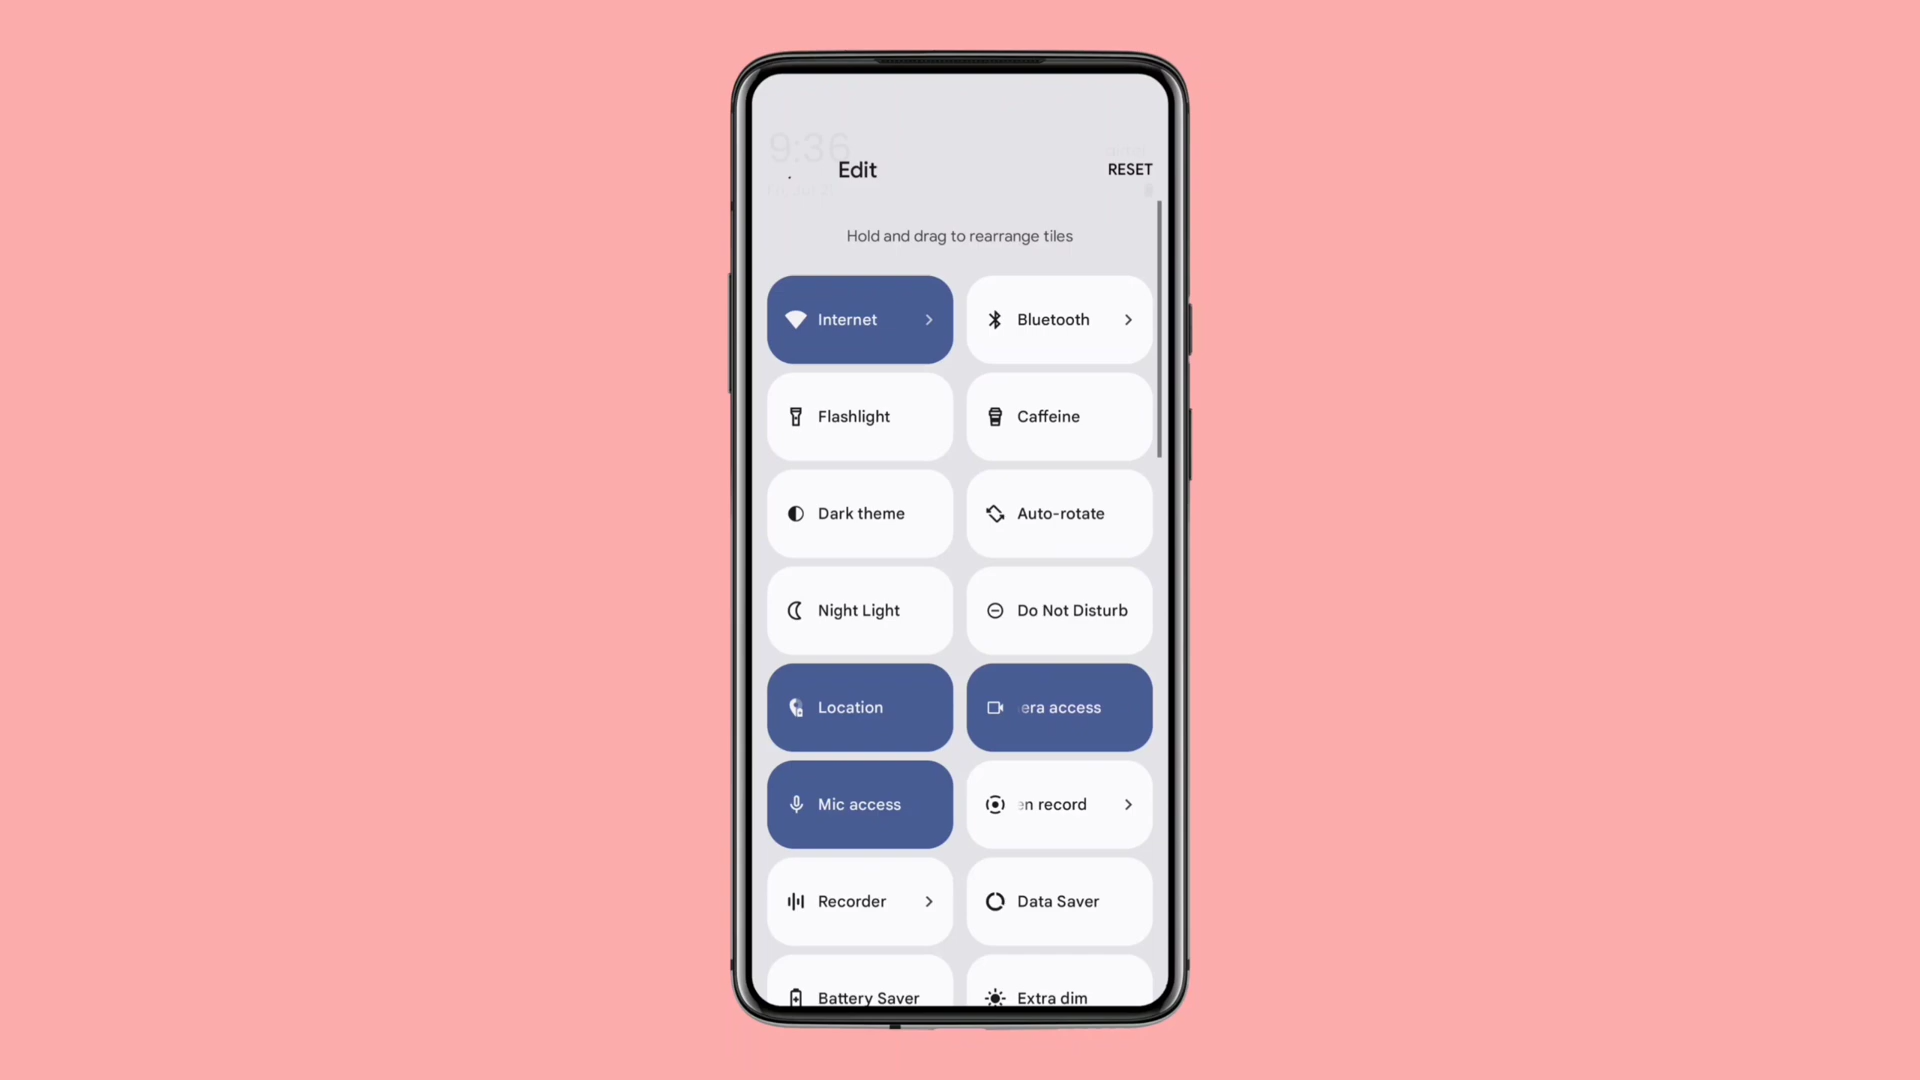 9:36
Edit
RESET
Hold and drag to rearrange tiles
Internet
Bluetooth
Flashlight
Caffeine
Dark theme
Auto-rotate
Night Light
Do Not Disturb
Location
era access
Mic access
en record
Recorder
Data Saver
Battery Saver
Extra dim